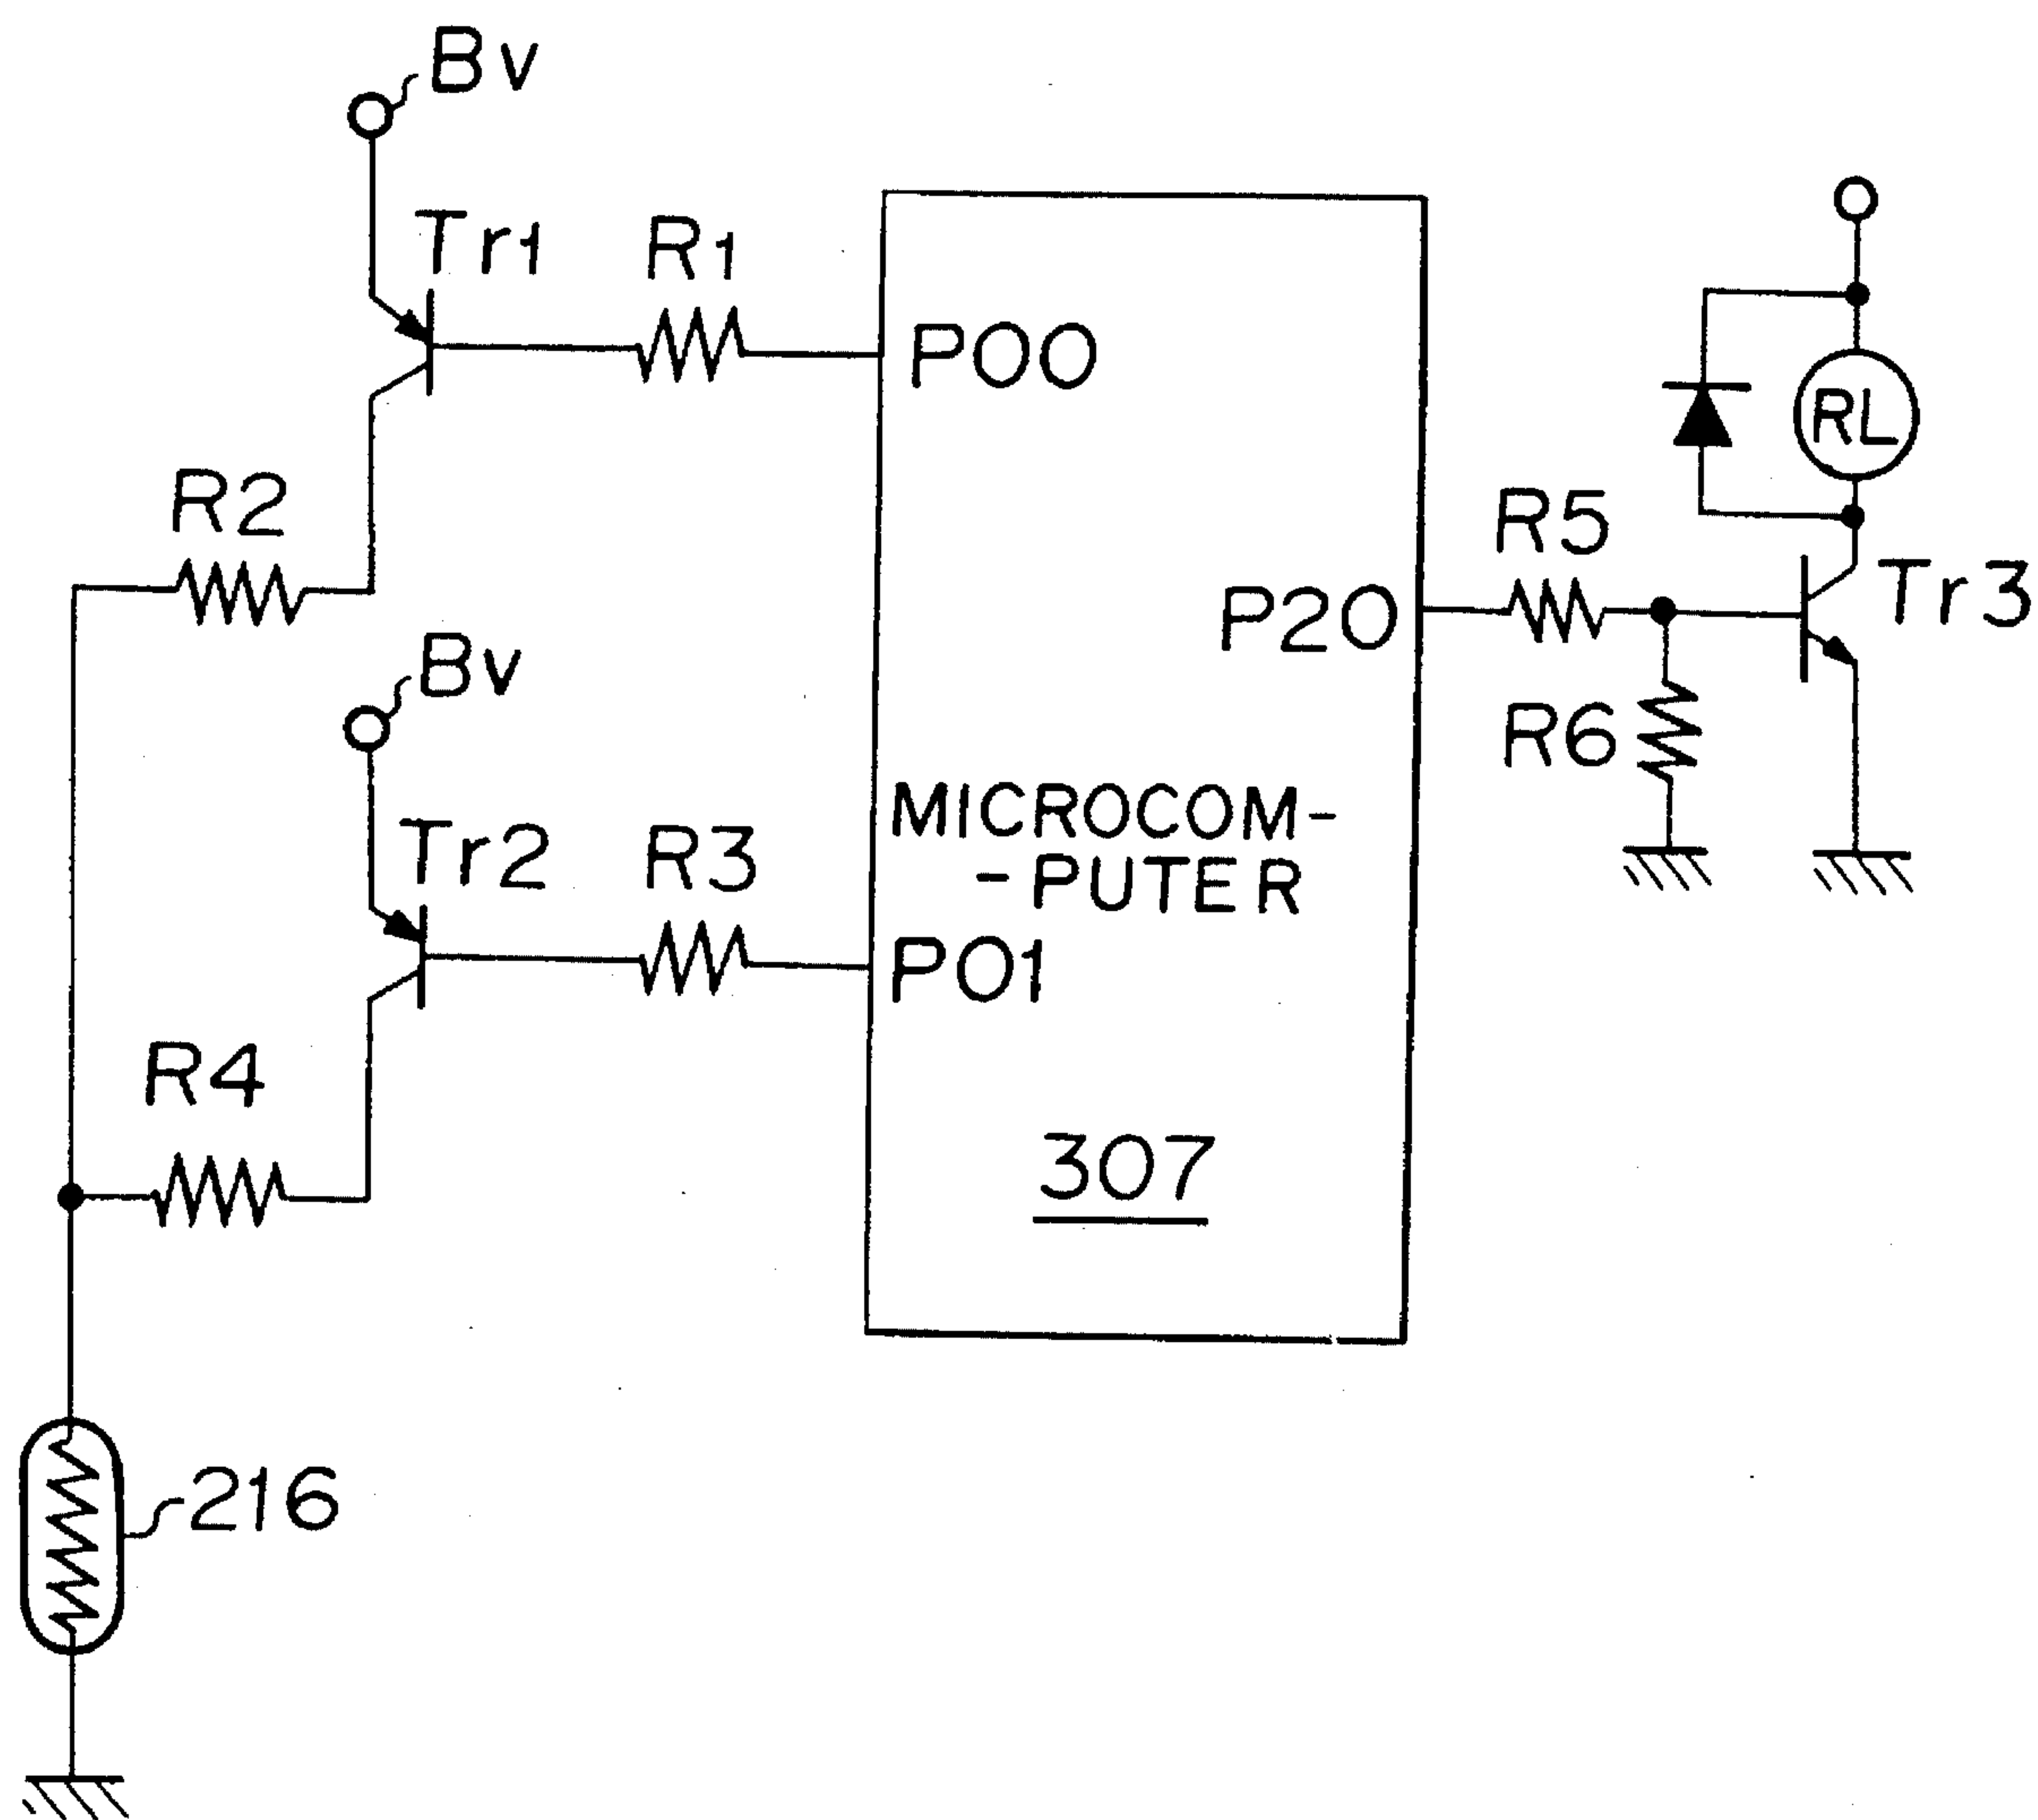 Bv
Tr1
R1
P00
R2
RL
R5
Tr3
P20
Bv
R6
Tr2
R3
MICROCOM-
-PUTER
P01
R4
307
216